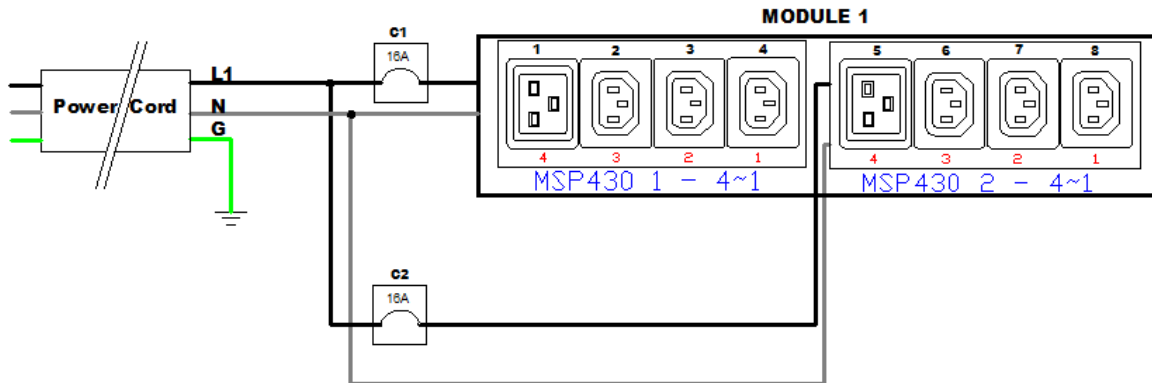 MODULE 1
C1
16A
1 2 3 4
5 6 7 8
L1
Power Cord
N
G
4 3 2 1
4 3 2 1
MSP430 1 - 4~1
MSP430 2 - 4~1
C2
16A